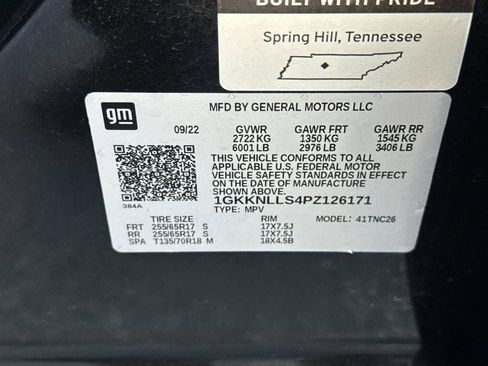 BUILT WITH PRIDE
Spring Hill, Tennessee
gm
MFD BY GENERAL MOTORS LLC
09/22 GVWR GAWR FRT GAWR RR
2722 KG 1350 KG 1545 KG
6001 LB 2976 LB 3406 LB
THIS VEHICLE CONFORMS TO ALL
APPLICABLE U.S. FEDERAL MOTOR
VEHICLE SAFETY STANDARDS IN EFFECT
ON THE DATE OF MANUFACTURE SHOWN ABOVE.
1GKKNLLS4PZ126171
384A TYPE: MPV
TIRE SIZE RIM MODEL: 41TNC26
FRT 255/65R17 S 17X7.5J
RR 255/65R17 S 17X7.5J
SPA T135/70R18 M 18X4.5B